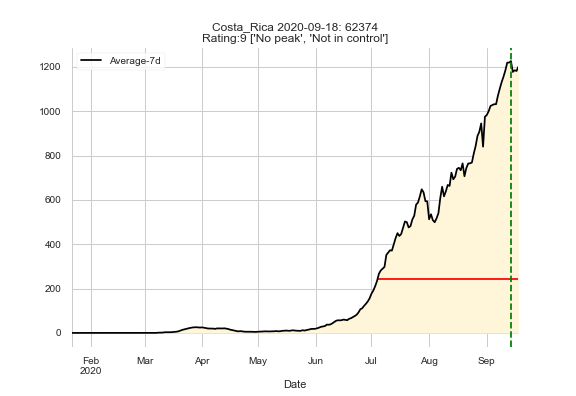 Costa_Rica 2020-09-18: 62374
Rating:9 ['No peak', 'Not in control']
Average-7d
1200
1000
800
600
400
200
0
Feb Mar Apr May Jun Jul Aug Sep
2020
Date